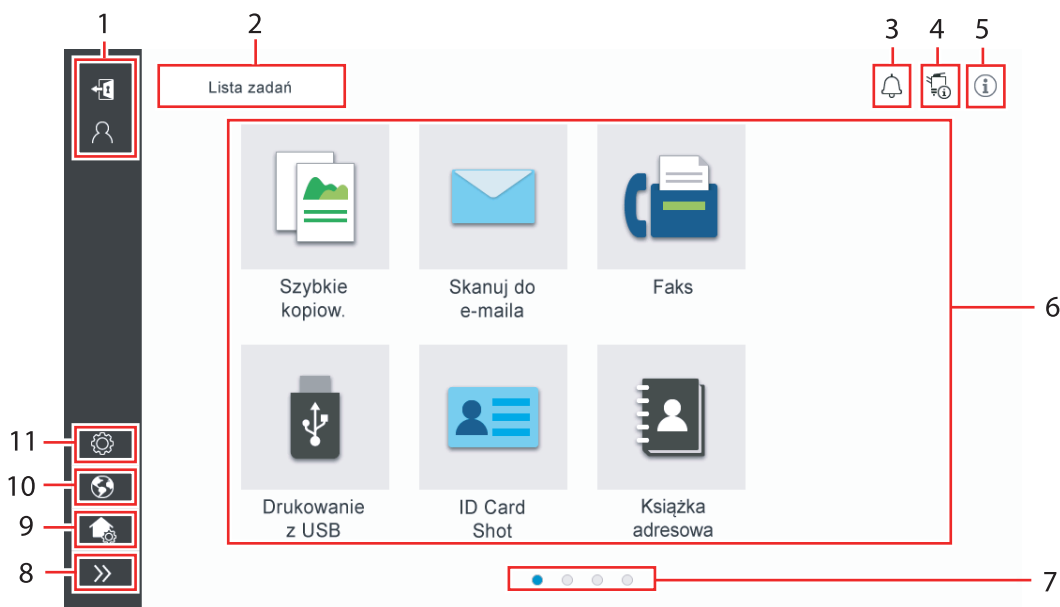 1
2
3
4
5
Lista zadań
Szybkie
kopiow.
Skanuj do
e-maila
Faks
6
Drukowanie
z USB
ID Card
Shot
Książka
adresowa
11
10
9
8
7